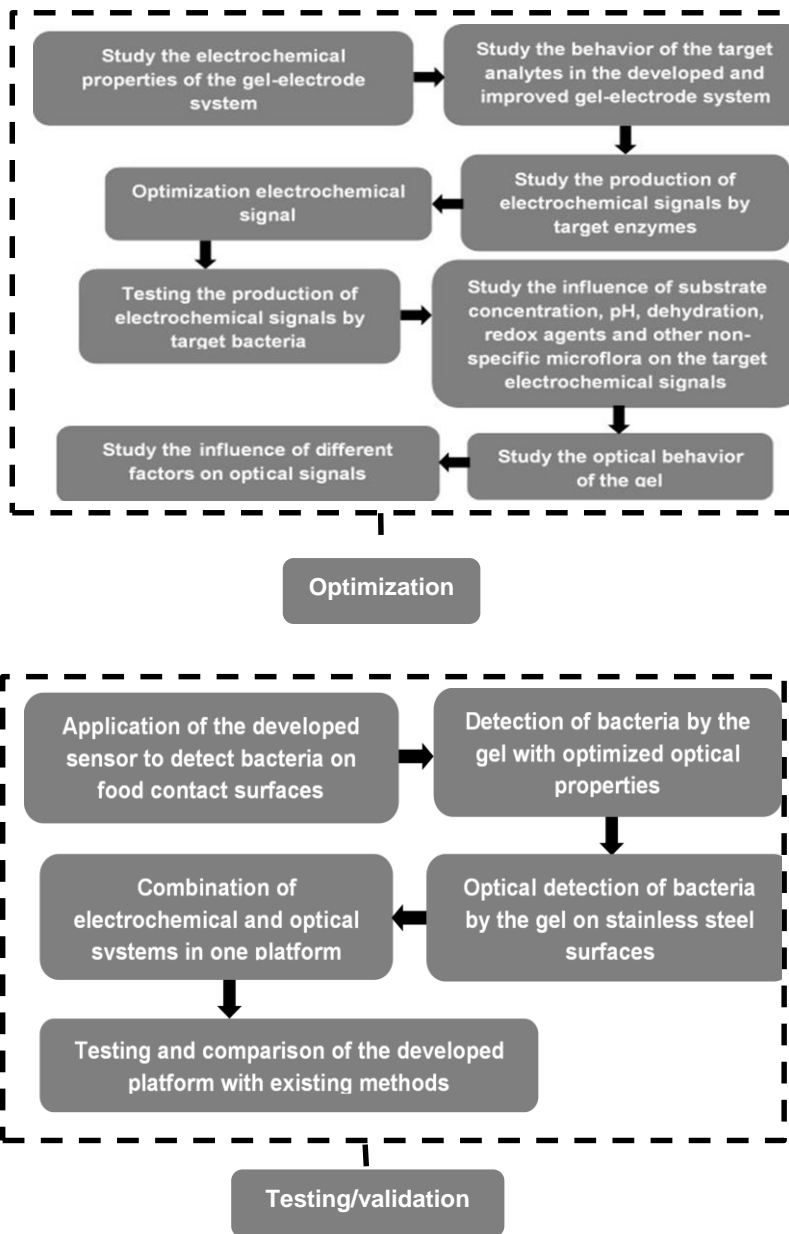 Study the electrochemical
properties of the gel-electrode
system
Study the behavior of the target
analytes in the developed and
improved gel-electrode system
Study the production of
electrochemical signals by
target enzymes
Optimization electrochemical
signal
Testing the production of
electrochemical signals by
target bacteria
Study the influence of substrate
concentration, pH, dehydration,
redox agents and other non-
specific microflora on the target
electrochemical signals
Study the optical behavior
of the gel
Study the influence of different
factors on optical signals
Optimization
Application of the developed
sensor to detect bacteria on
food contact surfaces
Detection of bacteria by the
gel with optimized optical
properties
Optical detection of bacteria
by the gel on stainless steel
surfaces
Combination of
electrochemical and optical
systems in one platform
Testing and comparison of the developed
platform with existing methods
Testing/validation